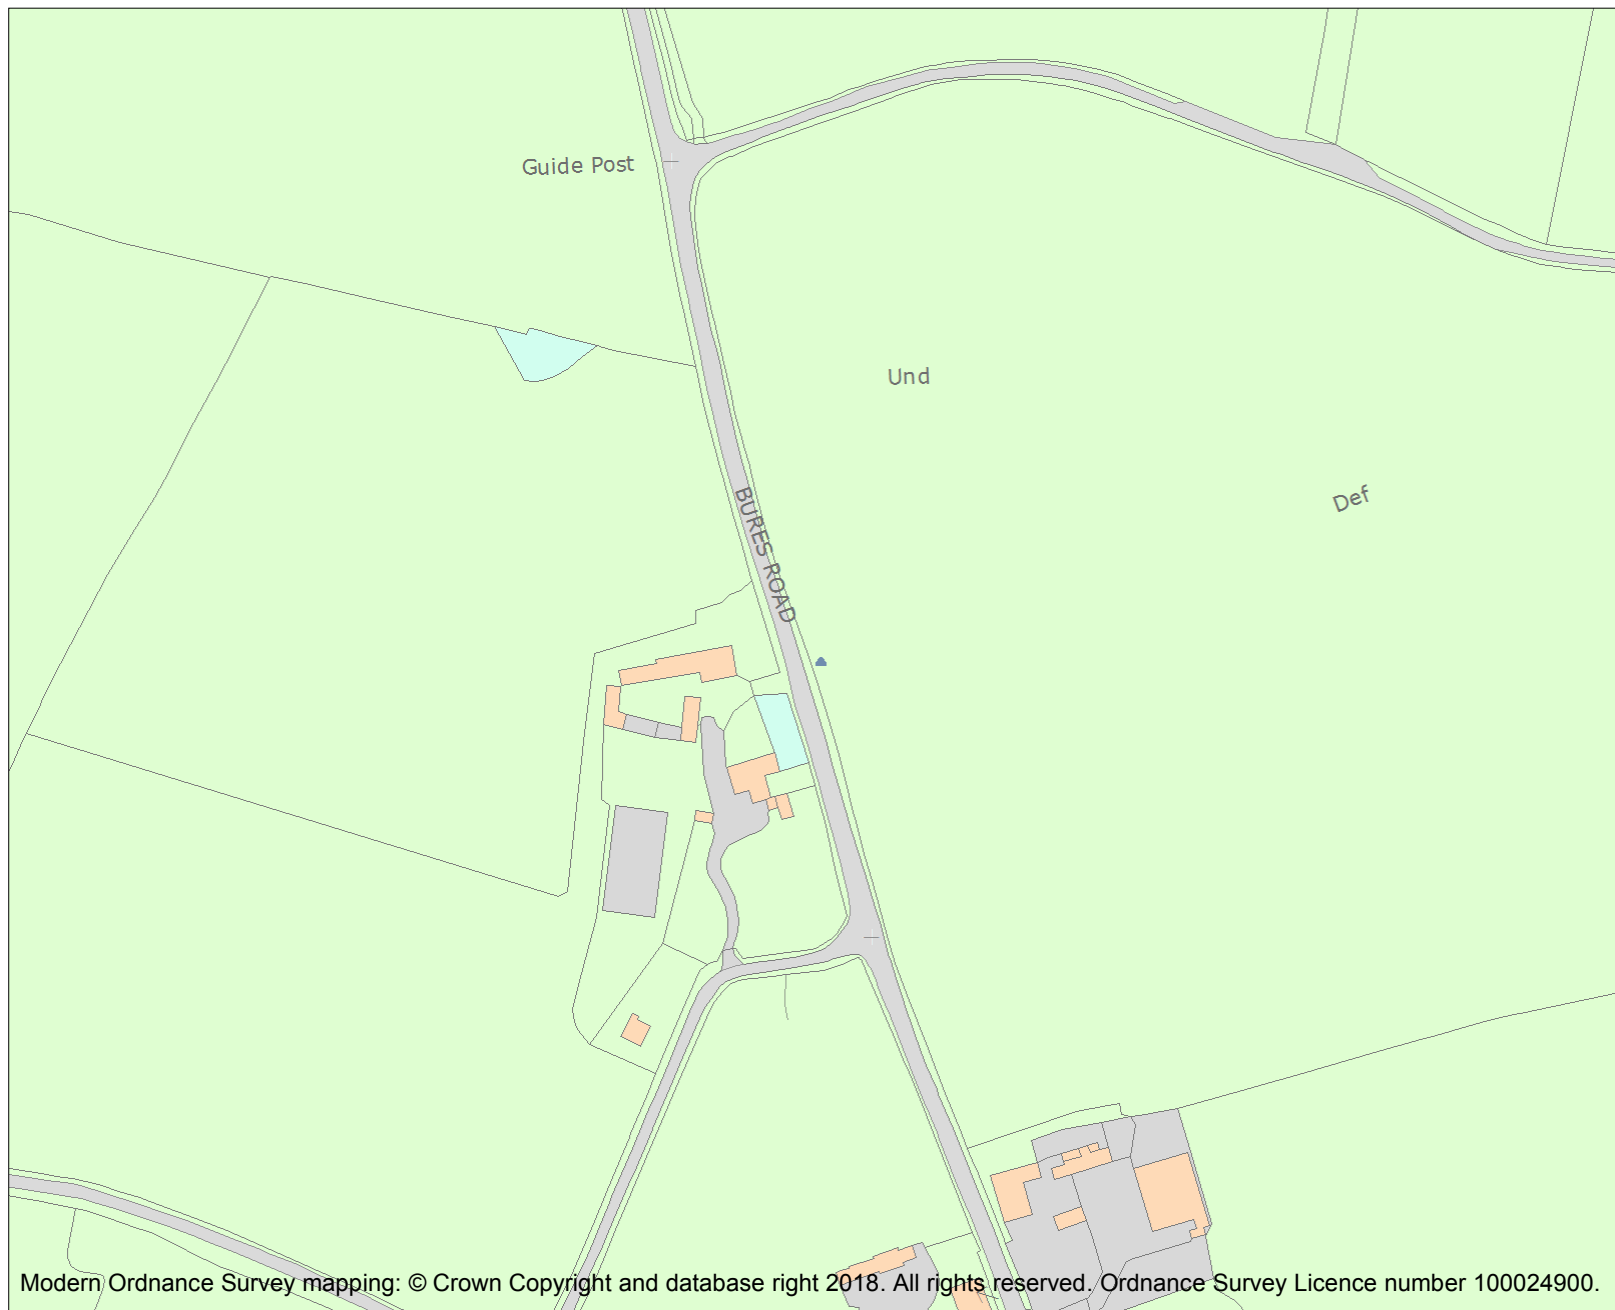 Guide Post
Und
Def
BURES ROAD
Modern Ordnance Survey mapping: © Crown Copyright and database right 2018. All rights reserved. Ordnance Survey Licence number 100024900.